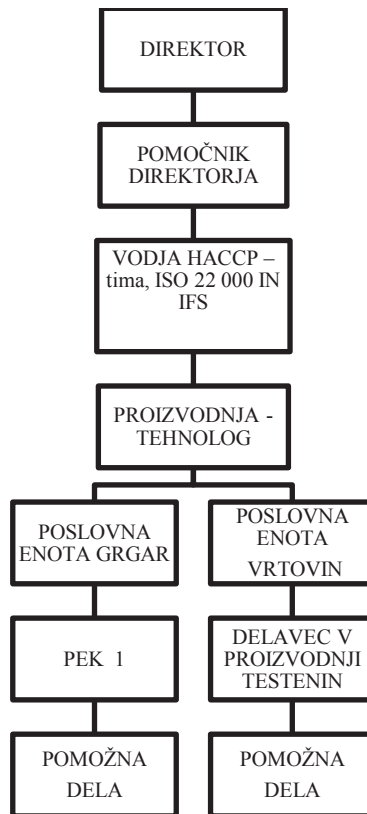 DIREKTOR
POMOČNIK
DIREKTORJA
VODJA HACCP –
tima, ISO 22 000 IN
IFS
PROIZVODNJA -
TEHNOLOG
POSLOVNA
ENOTA GRGAR
POSLOVNA
ENOTA
VRTOVIN
PEK 1
DELAVEC V
PROIZVODNJI
TESTENIN
POMOŽNA
DELA
POMOŽNA
DELA